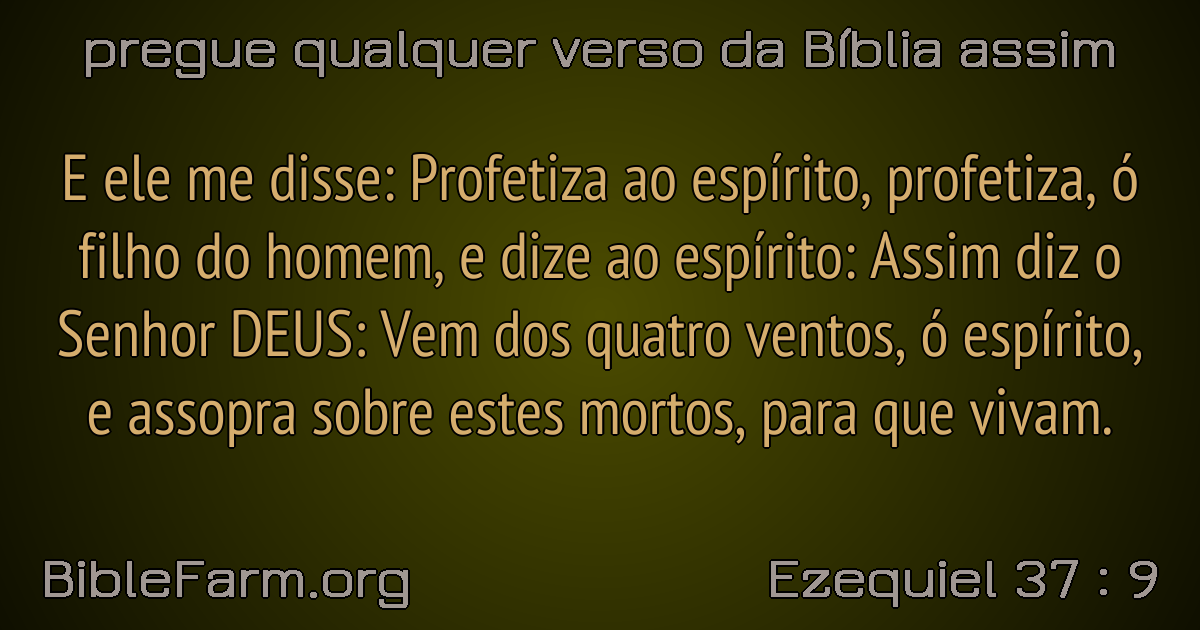 pregue qualquer verso da Bíblia assim
E ele me disse: Profetiza ao espírito, profetiza, ó
filho do homem, e dize ao espírito: Assim diz o
Senhor DEUS: Vem dos quatro ventos, ó espírito,
e assopra sobre estes mortos, para que vivam.
BibleFarm.org
Ezequiel 37 : 9